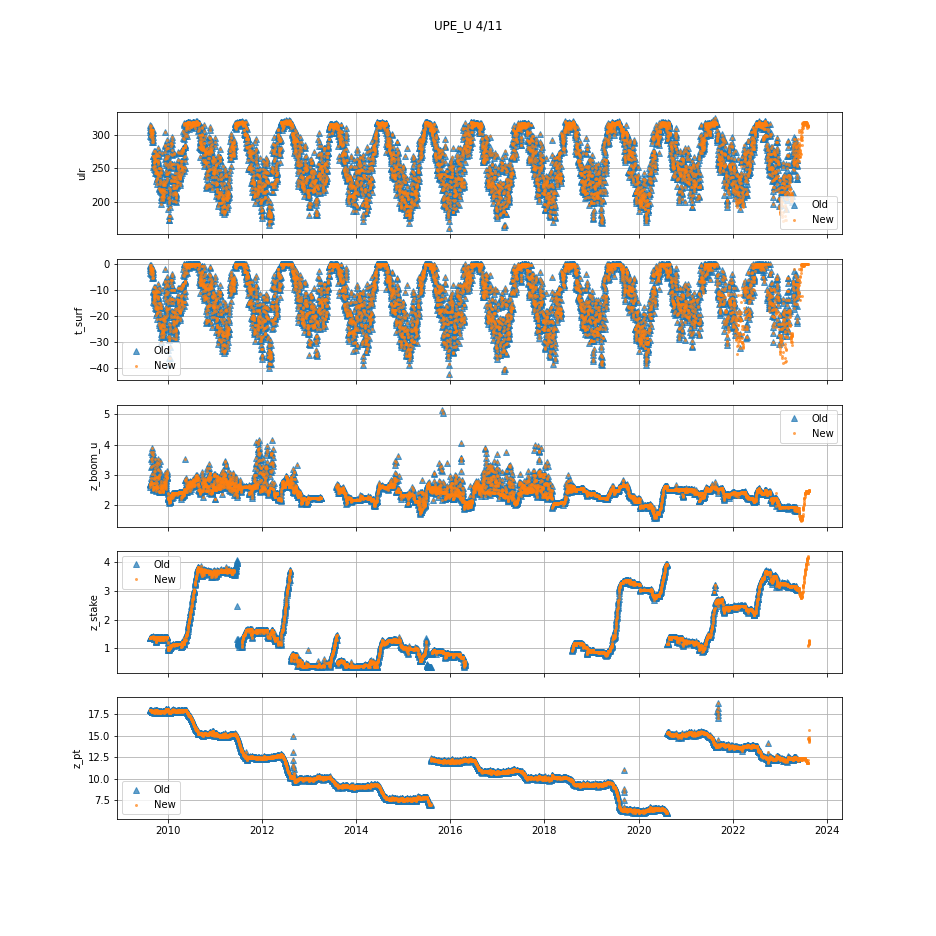 UPE_U 4/11
ulr
300
250
200
Old
New
t_surf
0
−10
−20
−30
−40
Old
New
z_boom_u
5
4
3
2
Old
New
z_stake
4
3
2
1
Old
New
z_pt
17.5
15.0
12.5
10.0
7.5
Old
New
2010 2012 2014 2016 2018 2020 2022 2024